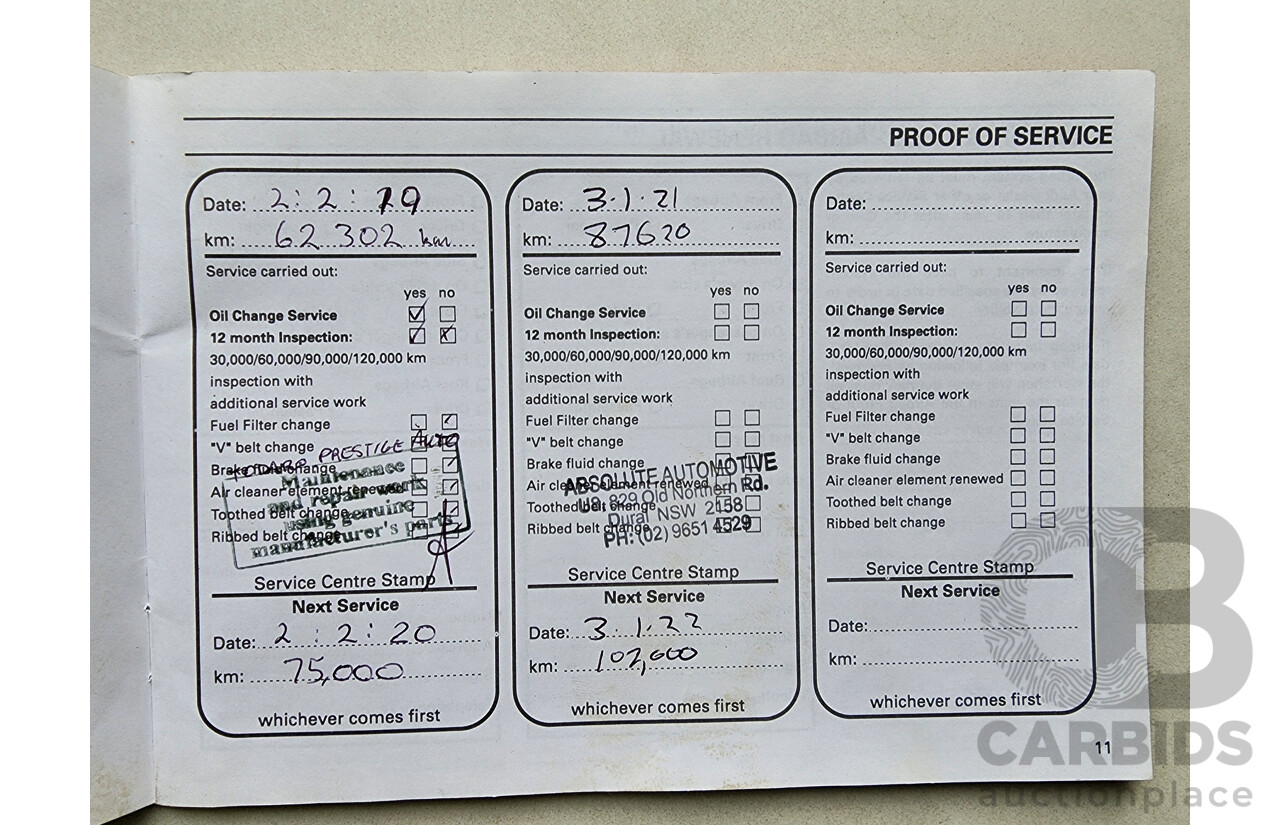 PROOF OF SERVICE
Date: 2 : 2 : 19
km: 62 302 km
Service carried out:
yes no
Oil Change Service
12 month Inspection:
30,000/60,000/90,000/120,000 km
inspection with
additional service work
Fuel Filter change
"V" belt change
PRESTIGE AUTO
Brake fluid change
Air cleaner element renewed
Toothed belt change
Ribbed belt change
Maintenance
and repair work
using genuine
manufacturer's parts
Service Centre Stamp
Next Service
Date: 2 : 2 : 20
km: 75,000
whichever comes first
Date: 3.1.21
km: 87620
Service carried out:
yes no
Oil Change Service
12 month Inspection:
30,000/60,000/90,000/120,000 km
inspection with
additional service work
Fuel Filter change
"V" belt change
Brake fluid change
Air cleaner element renewed
Toothed belt change
Ribbed belt change
ABSOLUTE AUTOMOTIVE
U9, 829 Old Northern Rd.
Dural NSW 2158
PH: (02) 9651 4529
Service Centre Stamp
Next Service
Date: 3.1.22
km: 102,600
whichever comes first
Date:
km:
Service carried out:
yes no
Oil Change Service
12 month Inspection:
30,000/60,000/90,000/120,000 km
inspection with
additional service work
Fuel Filter change
"V" belt change
Brake fluid change
Air cleaner element renewed
Toothed belt change
Ribbed belt change
Service Centre Stamp
Next Service
Date:
km:
whichever comes first
11
CB
CARBIDS
auctionplace